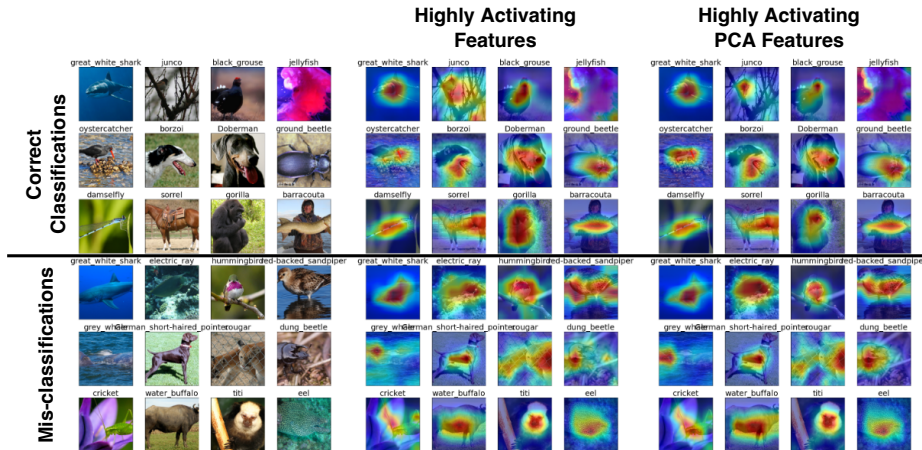 Highly Activating
Features
Highly Activating
PCA Features
Correct
Classifications
great_white_shark junco black_grouse jellyfish great_white_shark junco black_grouse jellyfish great_white_shark junco black_grouse jellyfish
oystercatcher borzoi Doberman ground_beetle oystercatcher borzoi Doberman ground_beetle oystercatcher borzoi Doberman ground_beetle
damselfly sorrel gorilla barracouta damselfly sorrel gorilla barracouta damselfly sorrel gorilla barracouta
Mis-classifications
great_white_shark electric_ray hummingbird red-backed_sandpiper great_white_shark electric_ray hummingbird red-backed_sandpiper great_white_shark electric_ray hummingbird red-backed_sandpiper
grey_whale German_short-haired_pointer cougar dung_beetle grey_whale German_short-haired_pointer cougar dung_beetle grey_whale German_short-haired_pointer cougar dung_beetle
cricket water_buffalo titi eel cricket water_buffalo titi eel cricket water_buffalo titi eel